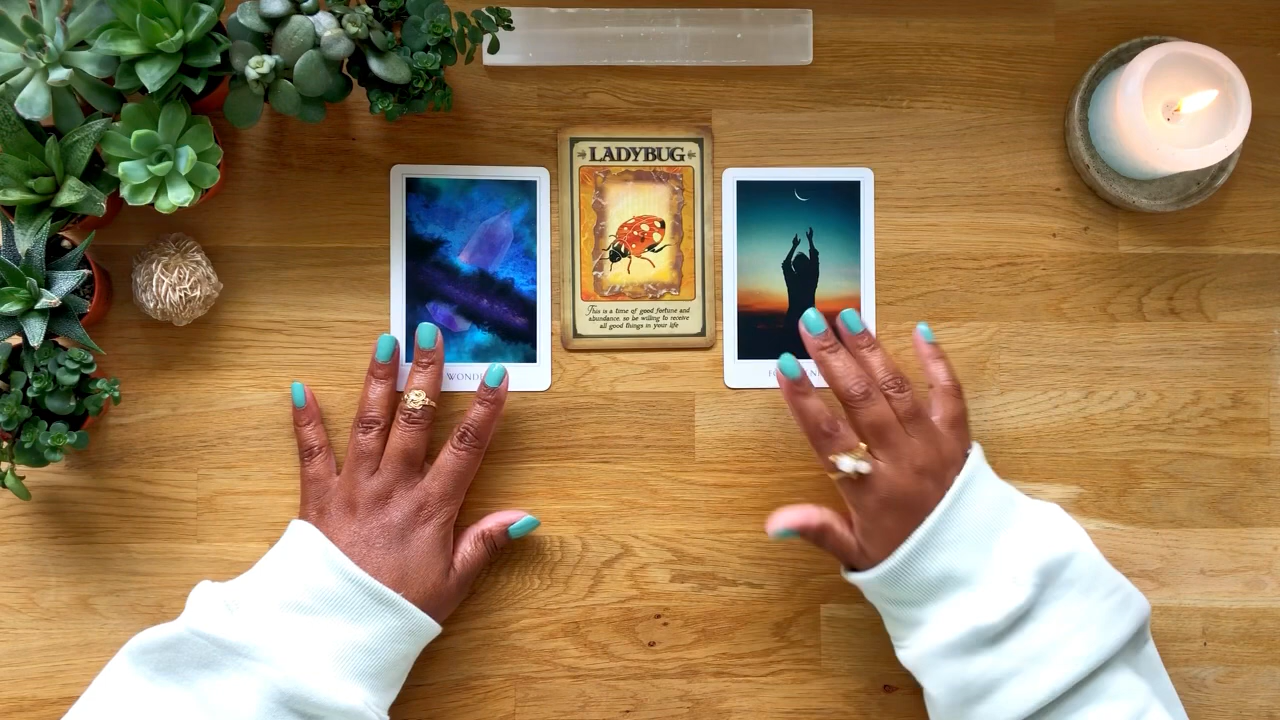 LADYBUG
This is a time of good fortune and
abundance, so be willing to receive
all good things in your life